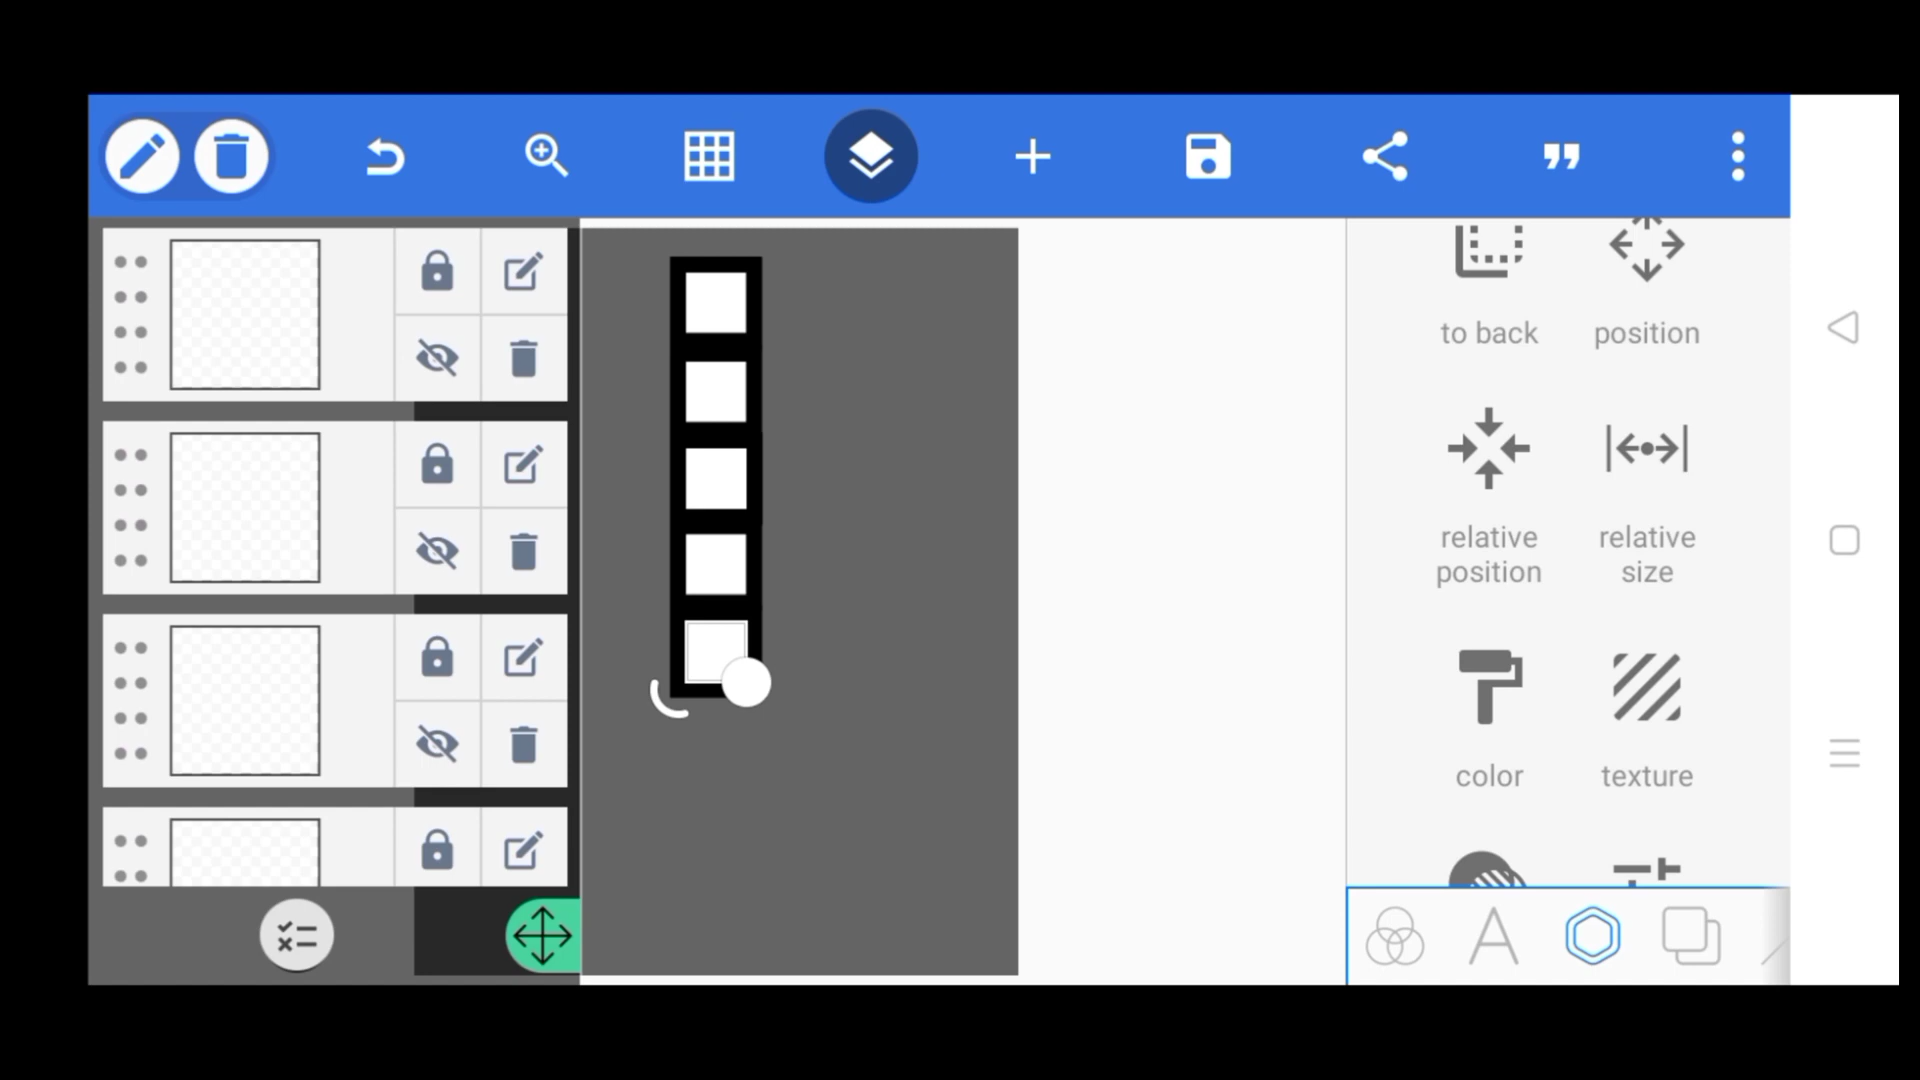 to back
position
relative
position
relative
size
color
texture